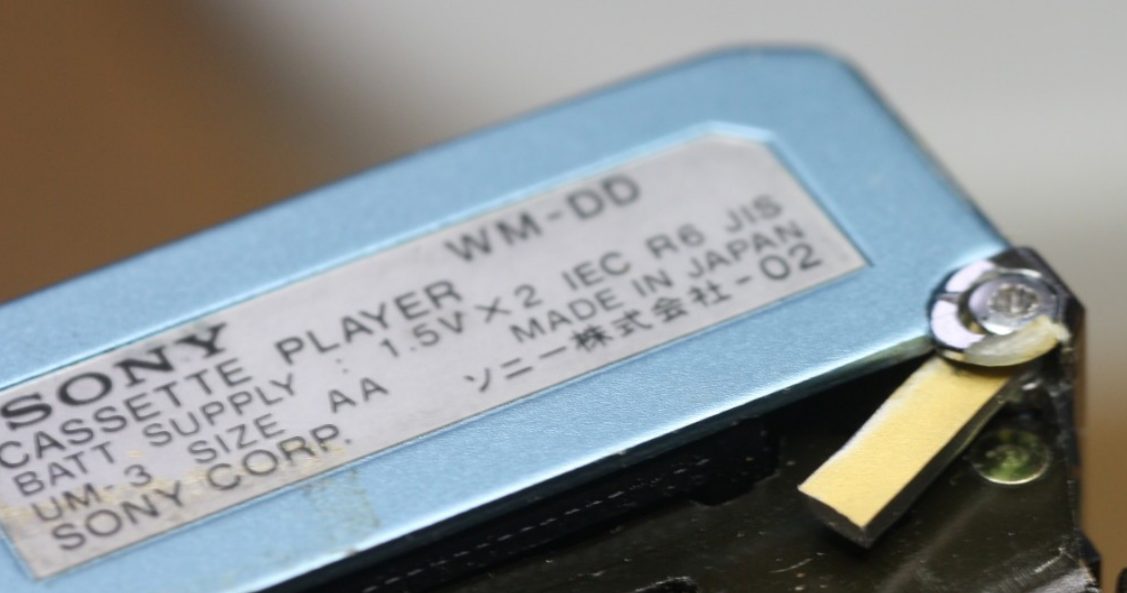 SONY WM-DD
CASSETTE PLAYER
BATT SUPPLY : 1.5V × 2 IEC R6 JIS
UM-3 SIZE AA MADE IN JAPAN
SONY CORP. ソニー株式会社-02